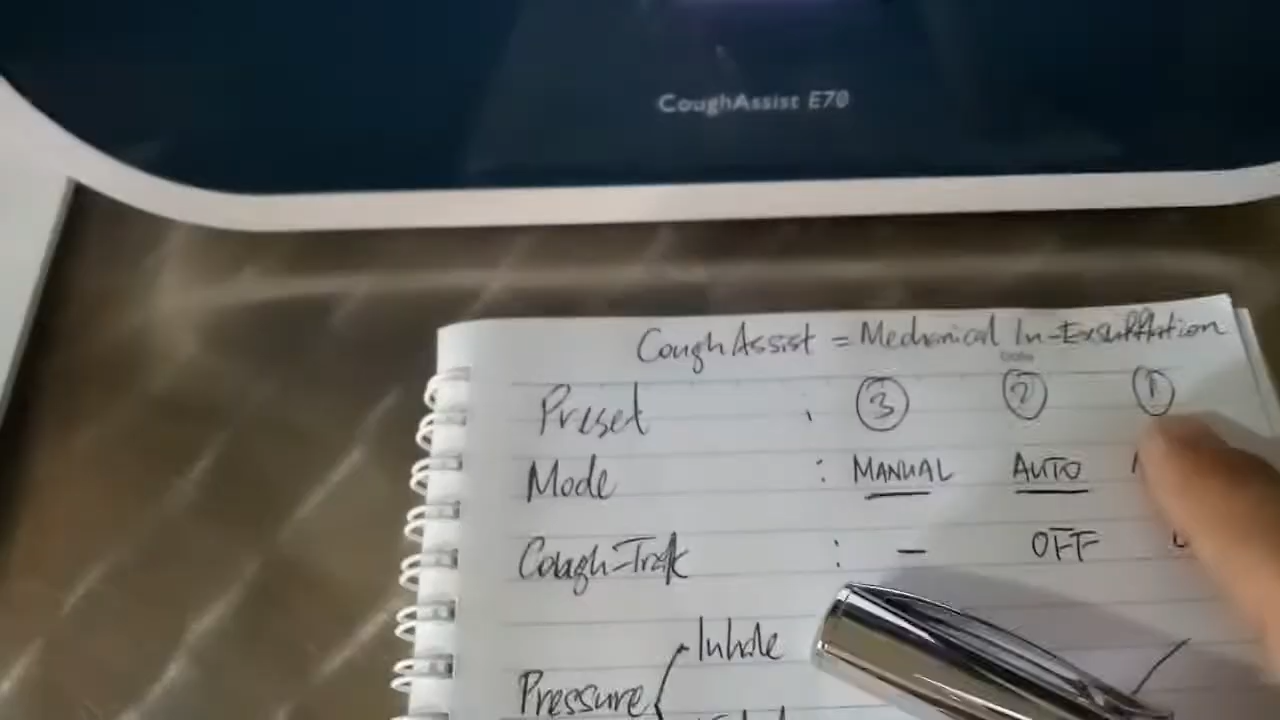 CoughAssist E70
CoughAssist = Mechanical In-Exsufflation
Preset : ③ ② ①
Mode : MANUAL AUTO
Cough-Trak : — OFF
Inhale
Pressure